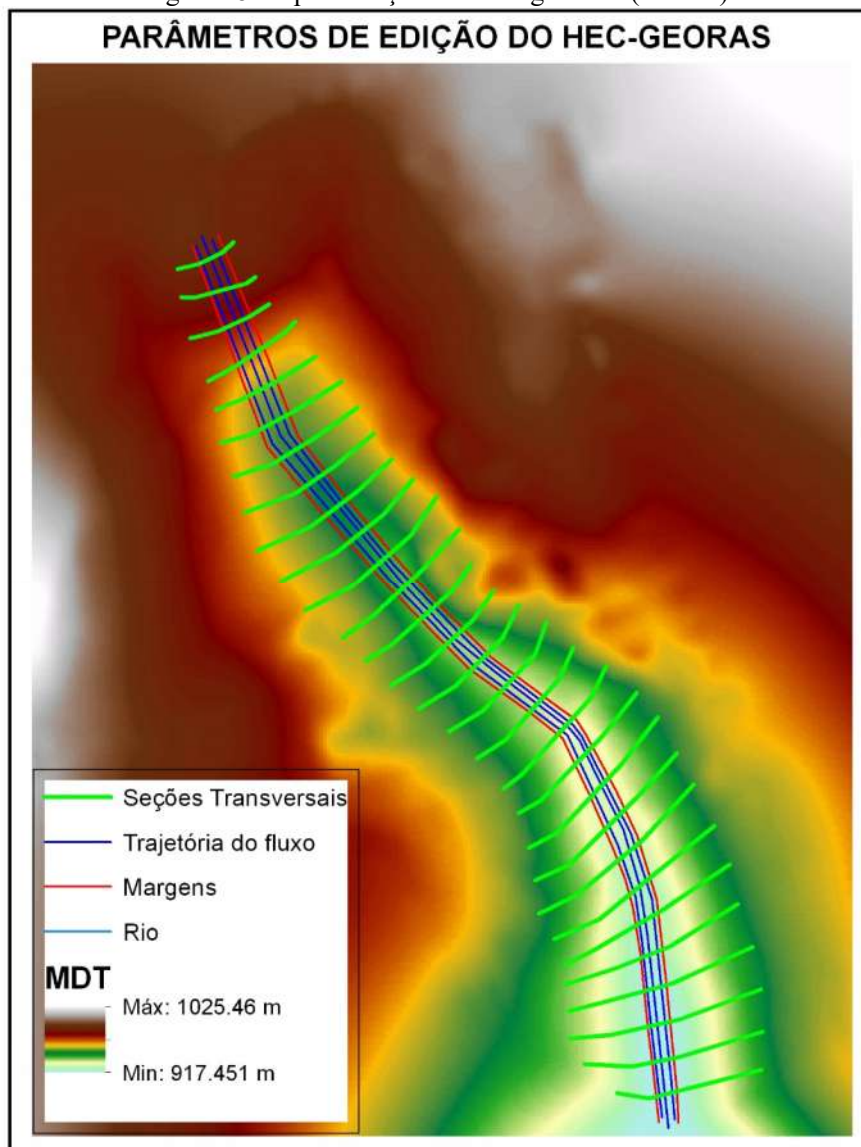 PARÂMETROS DE EDIÇÃO DO HEC-GEORAS
Seções Transversais
Trajetória do fluxo
Margens
Rio
MDT
Máx: 1025.46 m
Min: 917.451 m